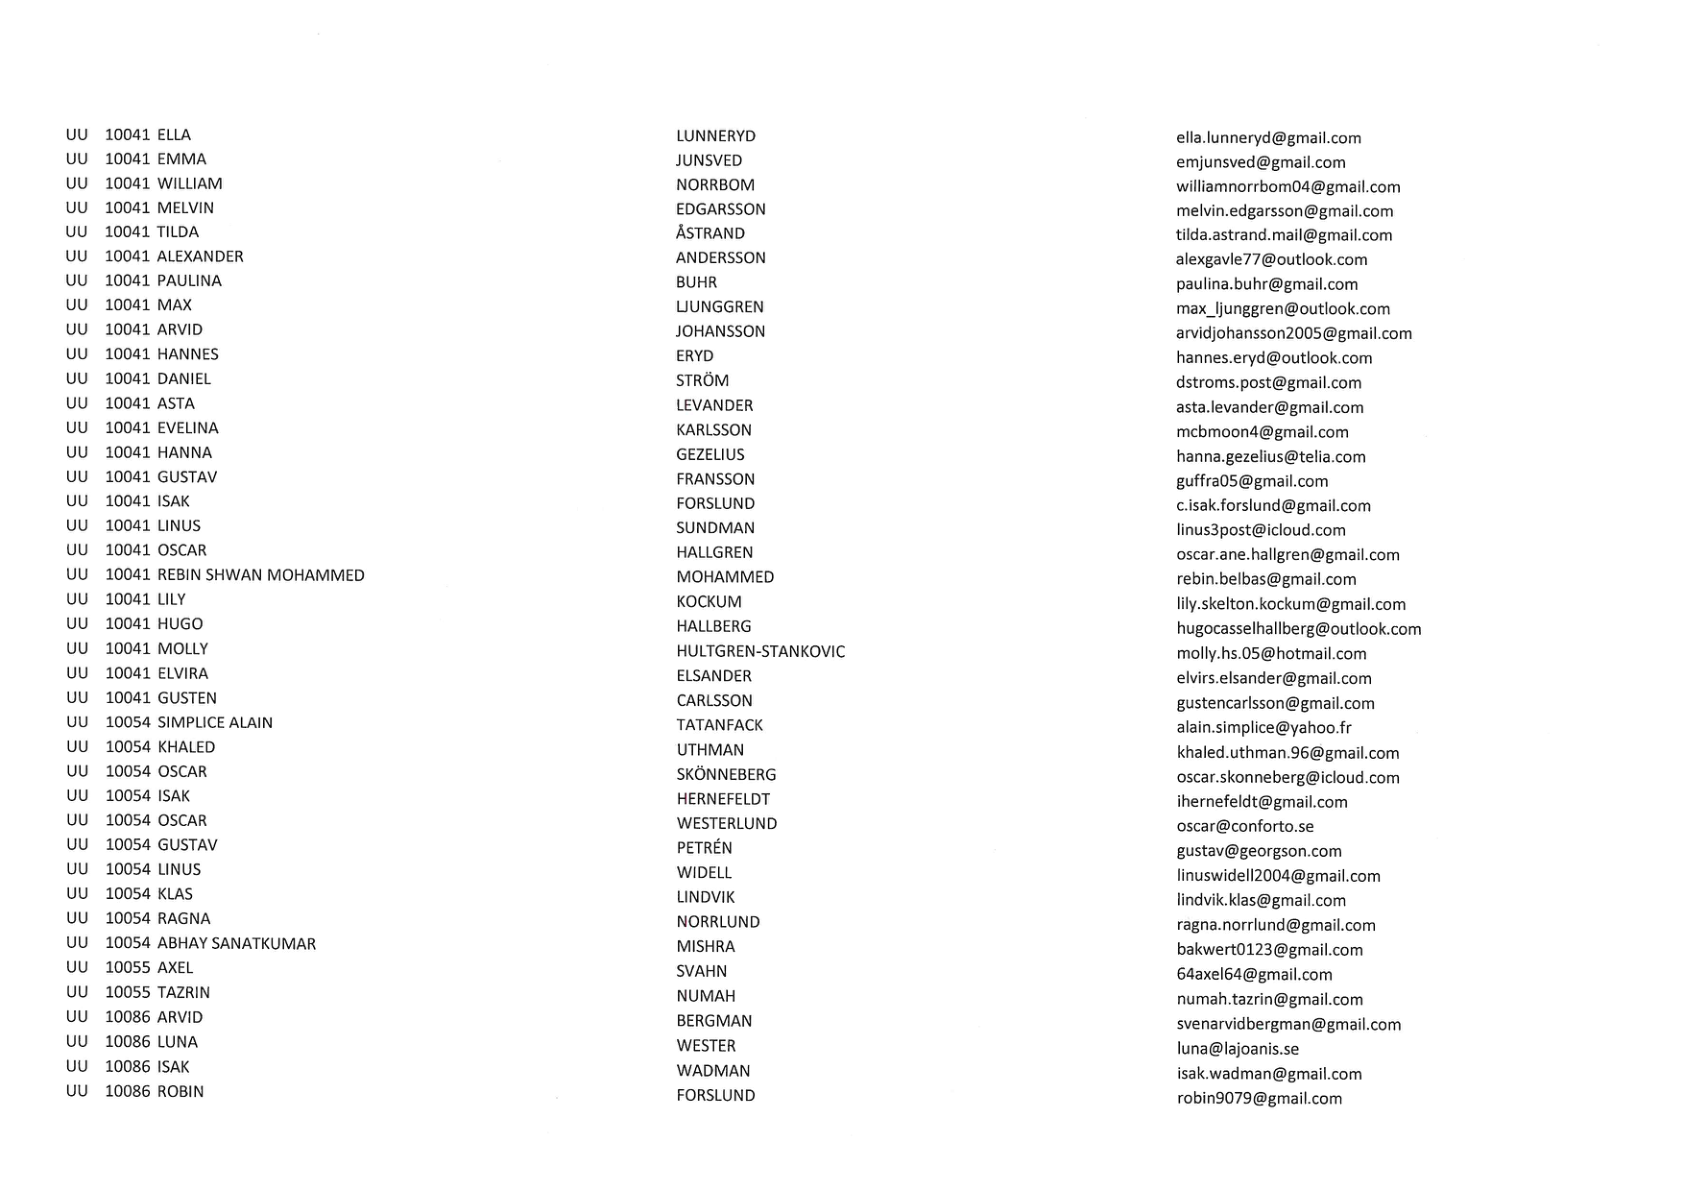 UU 10041 ELLA LUNNERYD ella.lunneryd@gmail.com
UU 10041 EMMA JUNSVED emjunsved@gmail.com
UU 10041 WILLIAM NORRBOM williamnorrbom04@gmail.com
UU 10041 MELVIN EDGARSSON melvin.edgarsson@gmail.com
UU 10041 TILDA ÅSTRAND tilda.astrand.mail@gmail.com
UU 10041 ALEXANDER ANDERSSON alexgavle77@outlook.com
UU 10041 PAULINA BUHR paulina.buhr@gmail.com
UU 10041 MAX LJUNGGREN max_ljunggren@outlook.com
UU 10041 ARVID JOHANSSON arvidjohansson2005@gmail.com
UU 10041 HANNES ERYD hannes.eryd@outlook.com
UU 10041 DANIEL STRÖM dstroms.post@gmail.com
UU 10041 ASTA LEVANDER asta.levander@gmail.com
UU 10041 EVELINA KARLSSON mcbmoon4@gmail.com
UU 10041 HANNA GEZELIUS hanna.gezelius@telia.com
UU 10041 GUSTAV FRANSSON guffra05@gmail.com
UU 10041 ISAK FORSLUND c.isak.forslund@gmail.com
UU 10041 LINUS SUNDMAN linus3post@icloud.com
UU 10041 OSCAR HALLGREN oscar.ane.hallgren@gmail.com
UU 10041 REBIN SHWAN MOHAMMED MOHAMMED rebin.belbas@gmail.com
UU 10041 LILY KOCKUM lily.skelton.kockum@gmail.com
UU 10041 HUGO HALLBERG hugocasselhallberg@outlook.com
UU 10041 MOLLY HULTGREN-STANKOVIC molly.hs.05@hotmail.com
UU 10041 ELVIRA ELSANDER elvirs.elsander@gmail.com
UU 10041 GUSTEN CARLSSON gustencarlsson@gmail.com
UU 10054 SIMPLICE ALAIN TATANFACK alain.simplice@yahoo.fr
UU 10054 KHALED UTHMAN khaled.uthman.96@gmail.com
UU 10054 OSCAR SKÖNNEBERG oscar.skonneberg@icloud.com
UU 10054 ISAK HERNEFELDT ihernefeldt@gmail.com
UU 10054 OSCAR WESTERLUND oscar@conforto.se
UU 10054 GUSTAV PETRÉN gustav@georgson.com
UU 10054 LINUS WIDELL linuswidell2004@gmail.com
UU 10054 KLAS LINDVIK lindvik.klas@gmail.com
UU 10054 RAGNA NORRLUND ragna.norrlund@gmail.com
UU 10054 ABHAY SANATKUMAR MISHRA bakwert0123@gmail.com
UU 10055 AXEL SVAHN 64axel64@gmail.com
UU 10055 TAZRIN NUMAH numah.tazrin@gmail.com
UU 10086 ARVID BERGMAN svenarvidbergman@gmail.com
UU 10086 LUNA WESTER luna@lajoanis.se
UU 10086 ISAK WADMAN isak.wadman@gmail.com
UU 10086 ROBIN FORSLUND robin9079@gmail.com